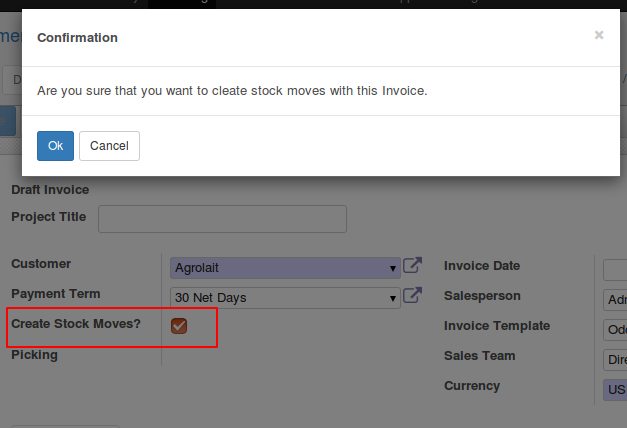 Confirmation ×
Are you sure that you want to cleate stock moves with this Invoice.
Ok Cancel
Draft Invoice
Project Title
Customer Agrolait Invoice Date
Payment Term 30 Net Days Salesperson Adr
Create Stock Moves? Invoice Template Odo
Picking Sales Team Dire
Currency US